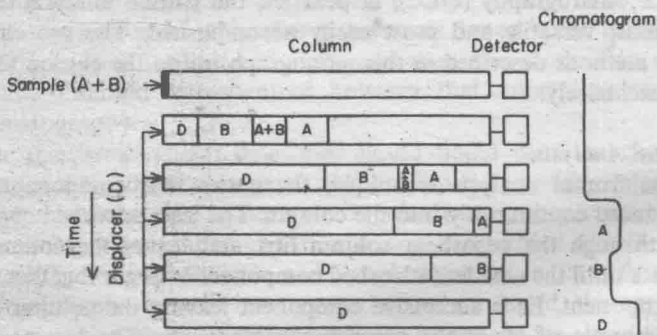 Chromatogram
Column Detector
Sample (A+B)
D B A+B A
D B A+B A
D B A
D B
D
Time
Displacer (D)
A
B